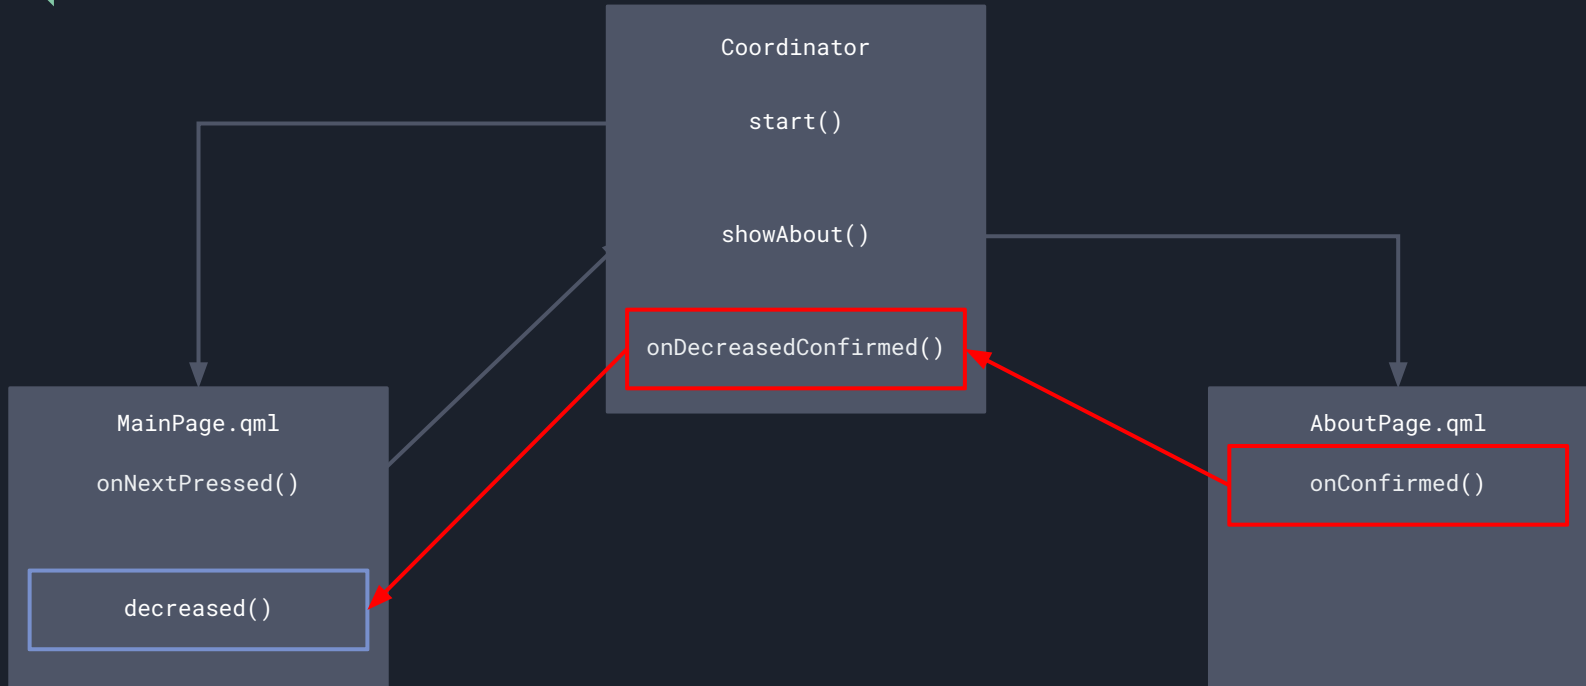 Coordinator
start()
showAbout()
onDecreasedConfirmed()
MainPage.qml
onNextPressed()
decreased()
AboutPage.qml
onConfirmed()